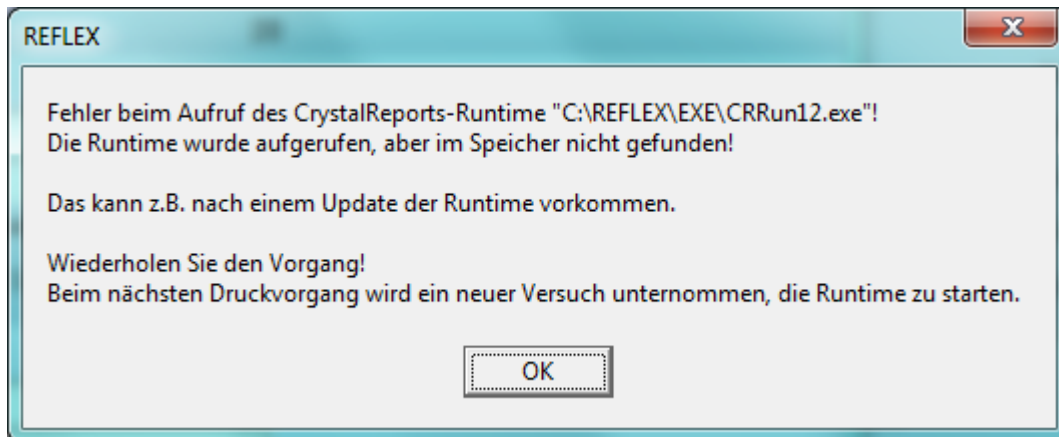 REFLEX
Fehler beim Aufruf des CrystalReports-Runtime "C:\REFLEX\EXE\CRRun12.exe"!
Die Runtime wurde aufgerufen, aber im Speicher nicht gefunden!
Das kann z.B. nach einem Update der Runtime vorkommen.
Wiederholen Sie den Vorgang!
Beim nächsten Druckvorgang wird ein neuer Versuch unternommen, die Runtime zu starten.
OK